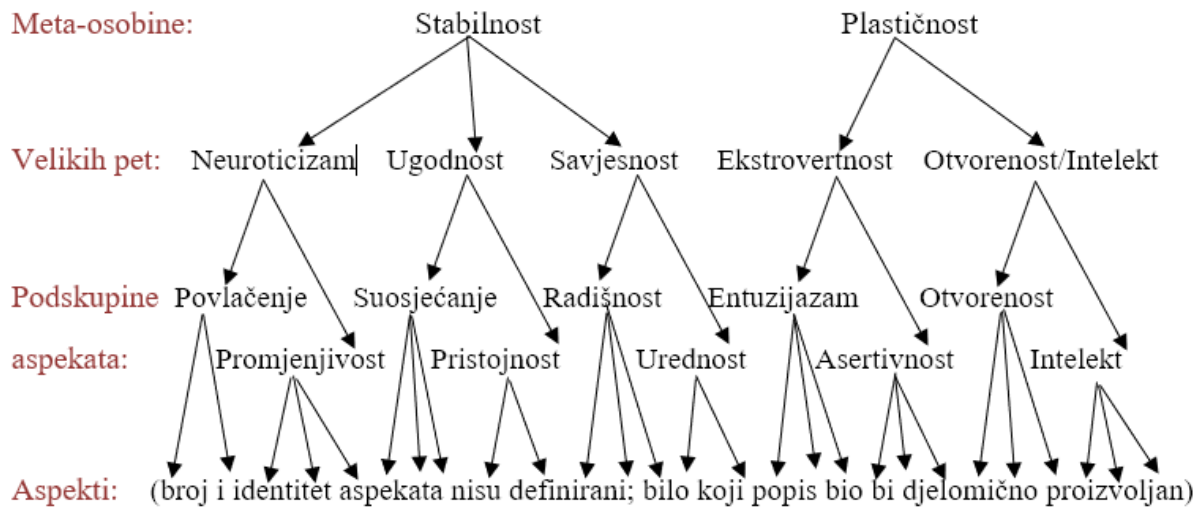 Meta-osobine: Stabilnost Plastičnost
Velikih pet: Neuroticizam Ugodnost Savjesnost Ekstrovertnost Otvorenost/Intelekt
Podskupine Povlačenje Suosjećanje Radišnost Entuzijazam Otvorenost
aspekata: Promjenjivost Pristojnost Urednost Asertivnost Intelekt
Aspekti: (broj i identitet aspekata nisu definirani; bilo koji popis bio bi djelomično proizvoljan)